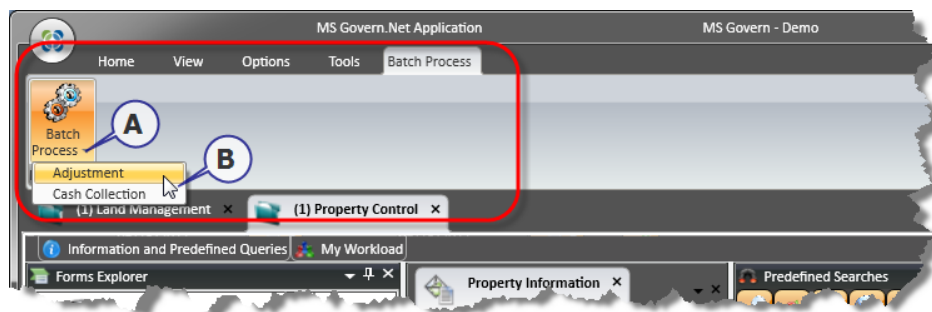 MS Govern.Net Application MS Govern - Demo
Home View Options Tools Batch Process
Batch
Process
A
B
Adjustment
Cash Collection
(1) Land Management × (1) Property Control ×
Information and Predefined Queries My Workload
Forms Explorer Property Information × Predefined Searches